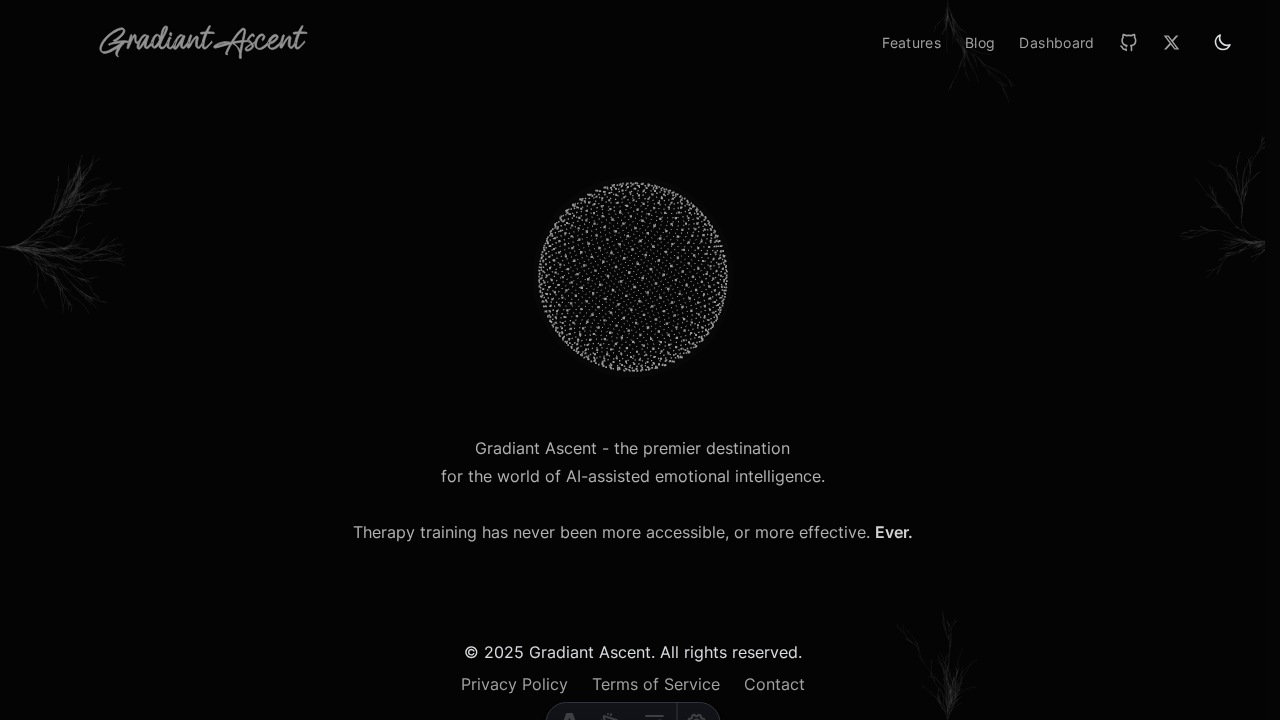 Gradiant Ascent
Features Blog Dashboard
Gradiant Ascent - the premier destination
for the world of AI-assisted emotional intelligence.
Therapy training has never been more accessible, or more effective. Ever.
© 2025 Gradiant Ascent. All rights reserved.
Privacy Policy Terms of Service Contact